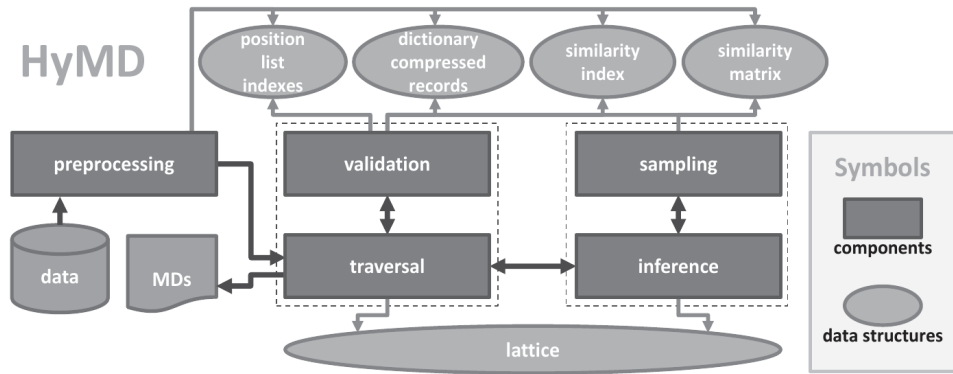 HyMD
position
list
indexes
dictionary
compressed
records
similarity
index
similarity
matrix
preprocessing
validation
sampling
data
MDs
traversal
inference
lattice
Symbols
components
data structures